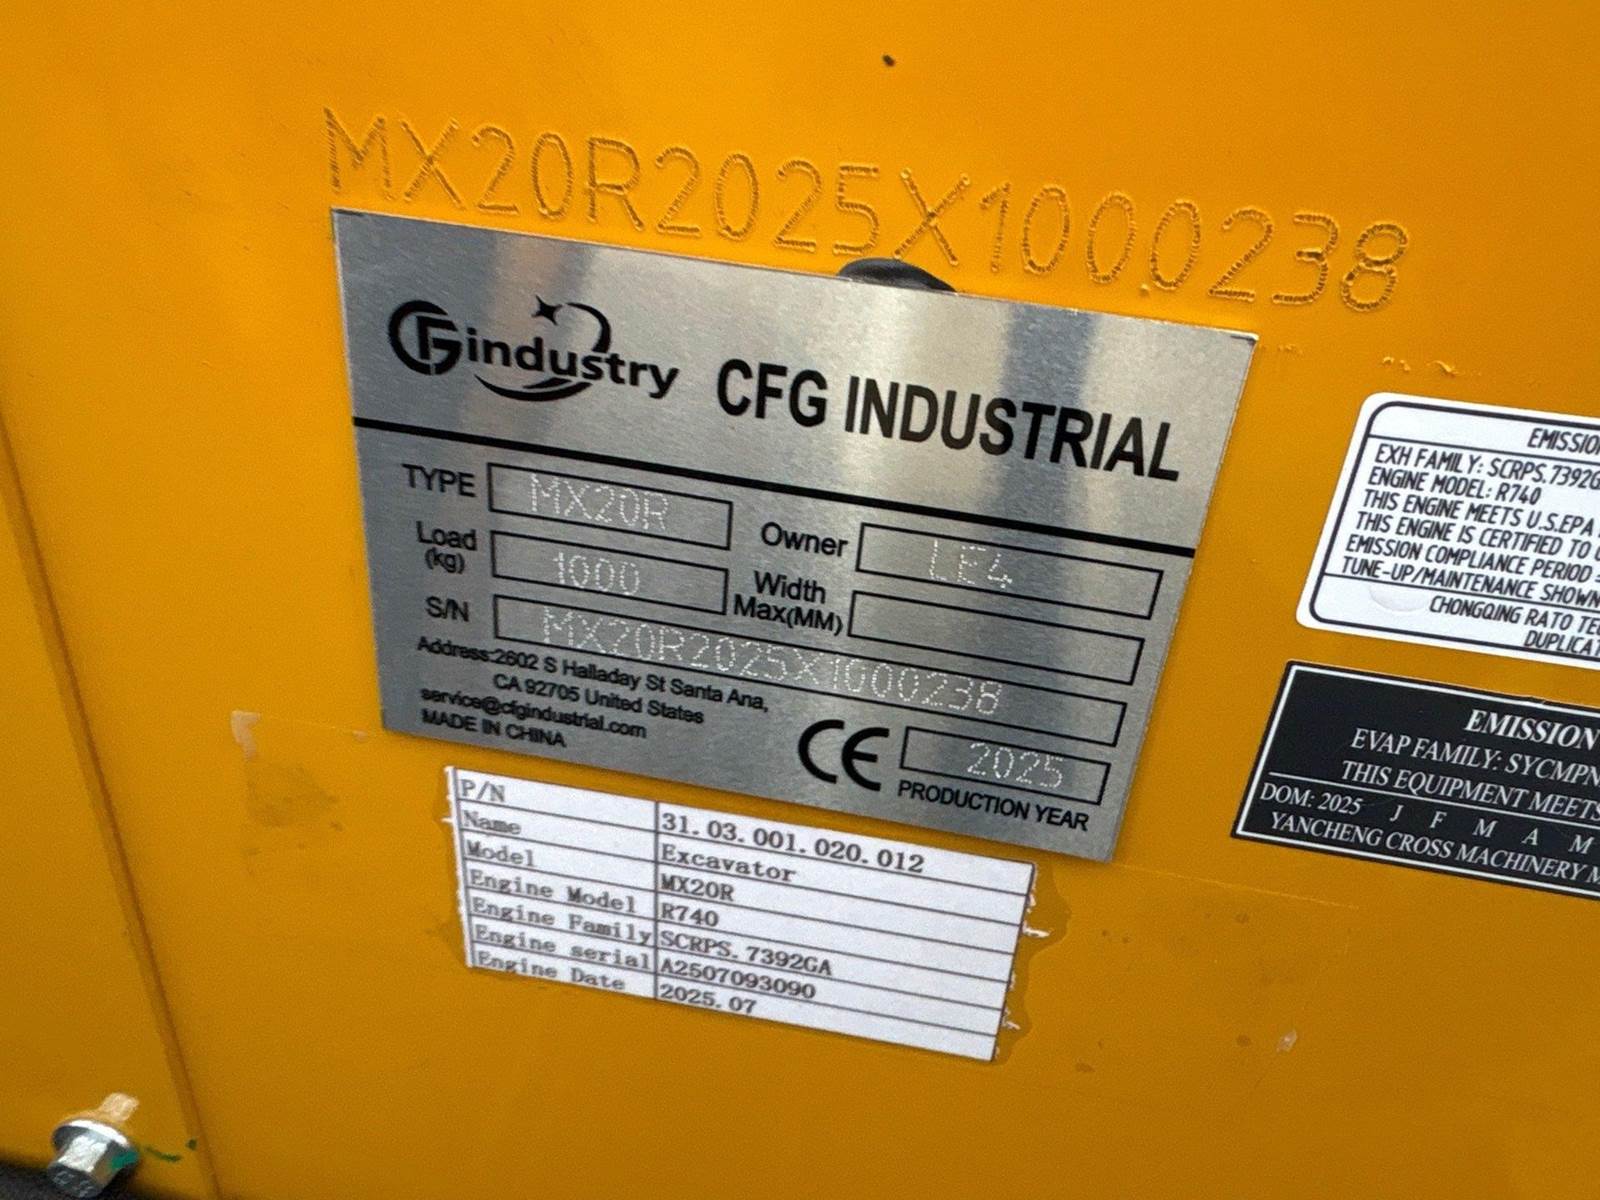 MX20R2025X1000238
CFG industry CFG INDUSTRIAL
TYPE MX20R
Owner LE4
Load (kg) 1000
Width Max(MM)
S/N MX20R2025X1000238
Address:2602 S Halladay St Santa Ana,
CA 92705 United States
service@cfgindustrial.com
MADE IN CHINA
CE 2025
PRODUCTION YEAR
P/N 31.03.001.020.012
Name Excavator
Model MX20R
Engine Model R740
Engine Family SCRPS.7392GA
Engine serial A2507093090
Engine Date 2025.07
EXH FAMILY: SCRPS.7392G
ENGINE MODEL: R740
THIS ENGINE MEETS U.S.EPA
THIS ENGINE IS CERTIFIED TO
EMISSION COMPLIANCE PERIOD
TUNE-UP/MAINTENANCE SHOWN
CHONGQING RATO
EMISSION
EVAP FAMILY: SYCMPN
THIS EQUIPMENT MEETS
DOM: 2025 J F M A M
YANCHENG CROSS MACHINERY M